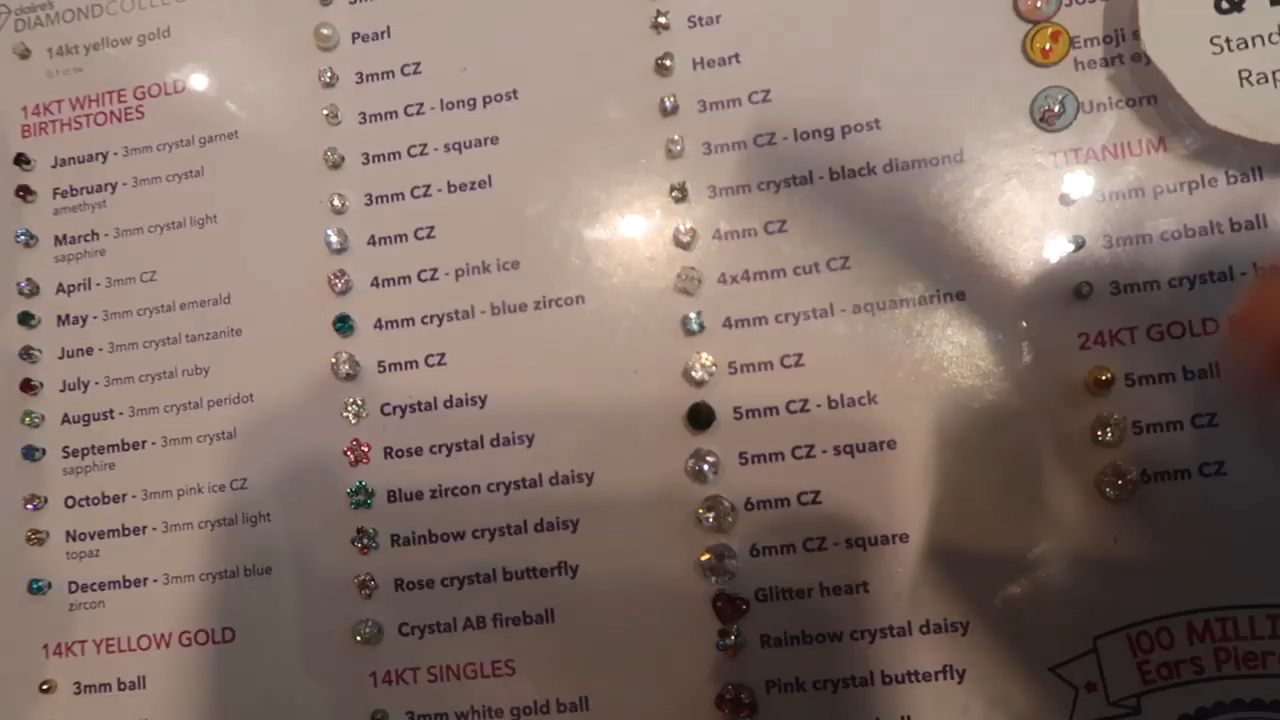 claire's
DIAMOND
14kt yellow gold
14KT WHITE GOLD
BIRTHSTONES
January - 3mm crystal garnet
February - 3mm crystal
amethyst
March - 3mm crystal light
sapphire
April - 3mm CZ
May - 3mm crystal emerald
June - 3mm crystal tanzanite
July - 3mm crystal ruby
August - 3mm crystal peridot
September - 3mm crystal
sapphire
October - 3mm pink ice CZ
November - 3mm crystal light
topaz
December - 3mm crystal blue
zircon
14KT YELLOW GOLD
3mm ball
Pearl
3mm CZ
3mm CZ - long post
3mm CZ - square
3mm CZ - bezel
4mm CZ
4mm CZ - pink ice
4mm crystal - blue zircon
5mm CZ
Crystal daisy
Rose crystal daisy
Blue zircon crystal daisy
Rainbow crystal daisy
Rose crystal butterfly
Crystal AB fireball
14KT SINGLES
3mm white gold ball
Star
Heart
3mm CZ
3mm CZ - long post
3mm crystal - black diamond
4mm CZ
4x4mm cut CZ
4mm crystal - aquamarine
5mm CZ
5mm CZ - black
5mm CZ - square
6mm CZ
6mm CZ - square
Glitter heart
Rainbow crystal daisy
Pink crystal butterfly
Emoji
heart
Unicorn
TITANIUM
3mm purple ball
3mm cobalt ball
3mm crystal -
24KT GOLD
5mm ball
5mm CZ
6mm CZ
100 MILLI
Ears Pier
&
Stand
Rap